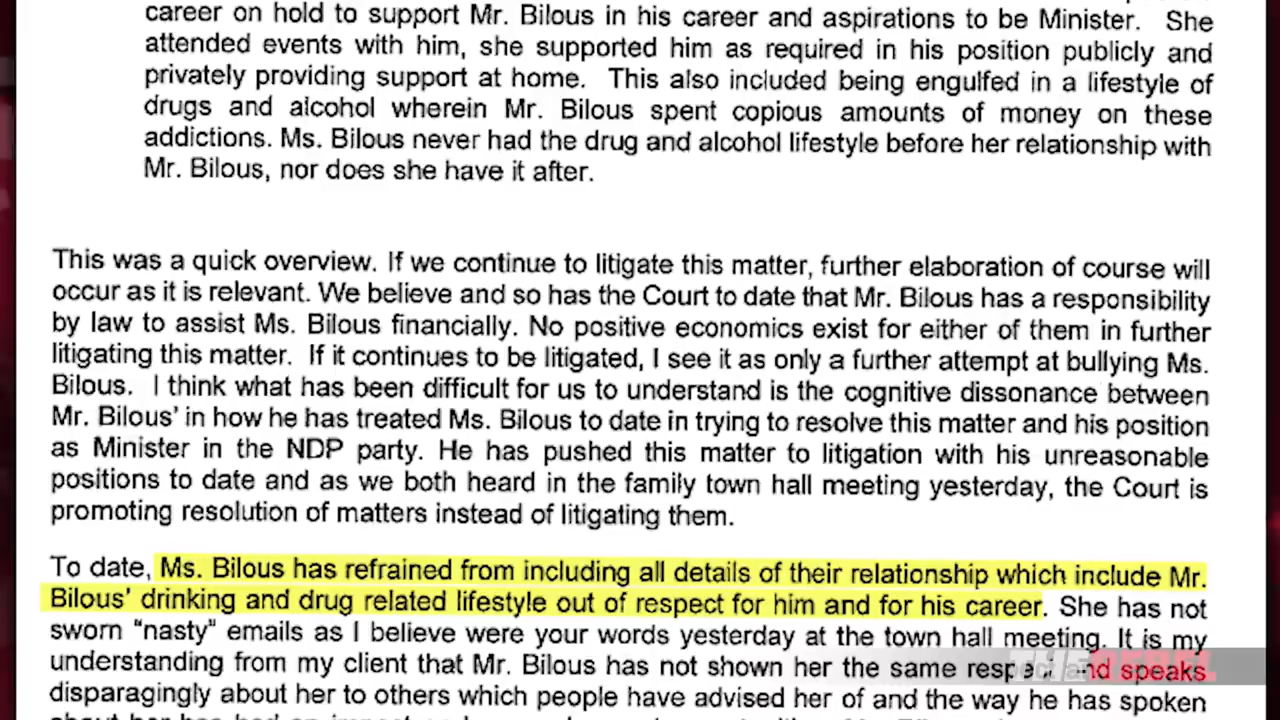 career on hold to support Mr. Bilous in his career and aspirations to be Minister. She
attended events with him, she supported him as required in his position publicly and
privately providing support at home. This also included being engulfed in a lifestyle of
drugs and alcohol wherein Mr. Bilous spent copious amounts of money on these
addictions. Ms. Bilous never had the drug and alcohol lifestyle before her relationship with
Mr. Bilous, nor does she have it after.
This was a quick overview. If we continue to litigate this matter, further elaboration of course will
occur as it is relevant. We believe and so has the Court to date that Mr. Bilous has a responsibility
by law to assist Ms. Bilous financially. No positive economics exist for either of them in further
litigating this matter. If it continues to be litigated, I see it as only a further attempt at bullying Ms.
Bilous. I think what has been difficult for us to understand is the cognitive dissonance between
Mr. Bilous' in how he has treated Ms. Bilous to date in trying to resolve this matter and his position
as Minister in the NDP party. He has pushed this matter to litigation with his unreasonable
positions to date and as we both heard in the family town hall meeting yesterday, the Court is
promoting resolution of matters instead of litigating them.
To date, Ms. Bilous has refrained from including all details of their relationship which include Mr.
Bilous' drinking and drug related lifestyle out of respect for him and for his career. She has not
sworn "nasty" emails as I believe were your words yesterday at the town hall meeting. It is my
understanding from my client that Mr. Bilous has not shown her the same respect and speaks
disparagingly about her to others which people have advised her of and the way he has spoken
THE REBEL